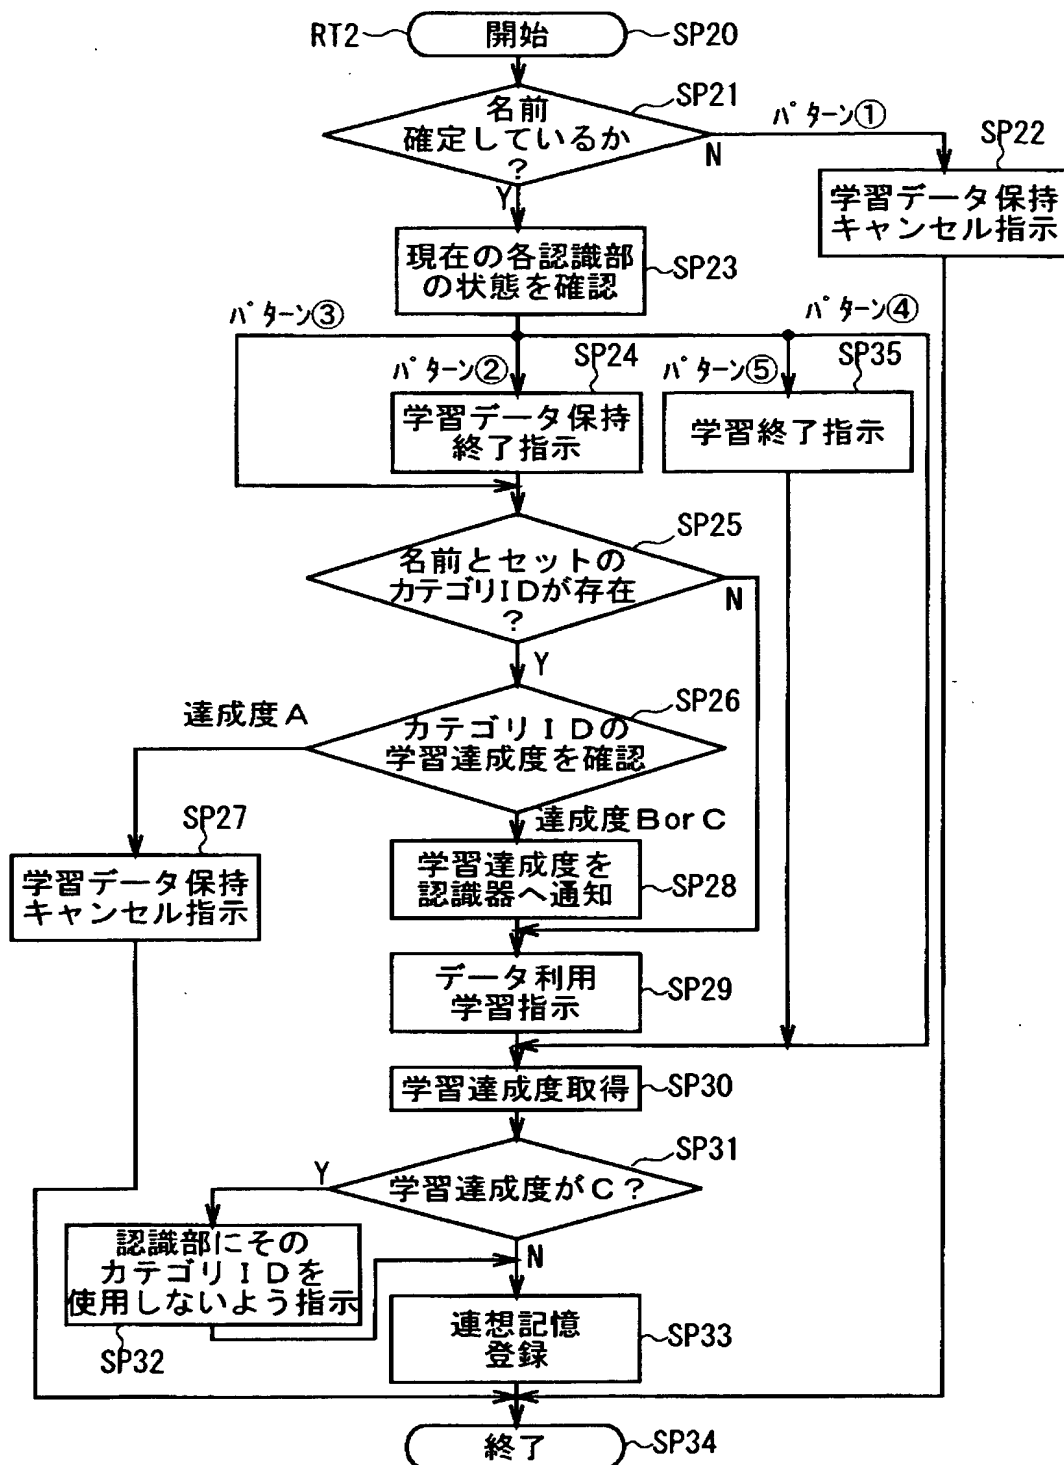 RT2
開始
SP20
名前
確定しているか
?
SP21
パターン①
N
Y
SP22
学習データ保持
キャンセル指示
現在の各認識部
の状態を確認
SP23
パターン③
パターン④
パターン②
SP24
パターン⑤
SP35
学習データ保持
終了指示
学習終了指示
SP25
名前とセットの
カテゴリIDが存在
?
N
Y
SP26
達成度A
カテゴリIDの
学習達成度を確認
達成度BorC
SP27
学習データ保持
キャンセル指示
学習達成度を
認識器へ通知
SP28
データ利用
学習指示
SP29
学習達成度取得
SP30
SP31
Y
学習達成度がC?
N
認識部にその
カテゴリIDを
使用しないよう指示
SP32
連想記憶
登録
SP33
終了
SP34